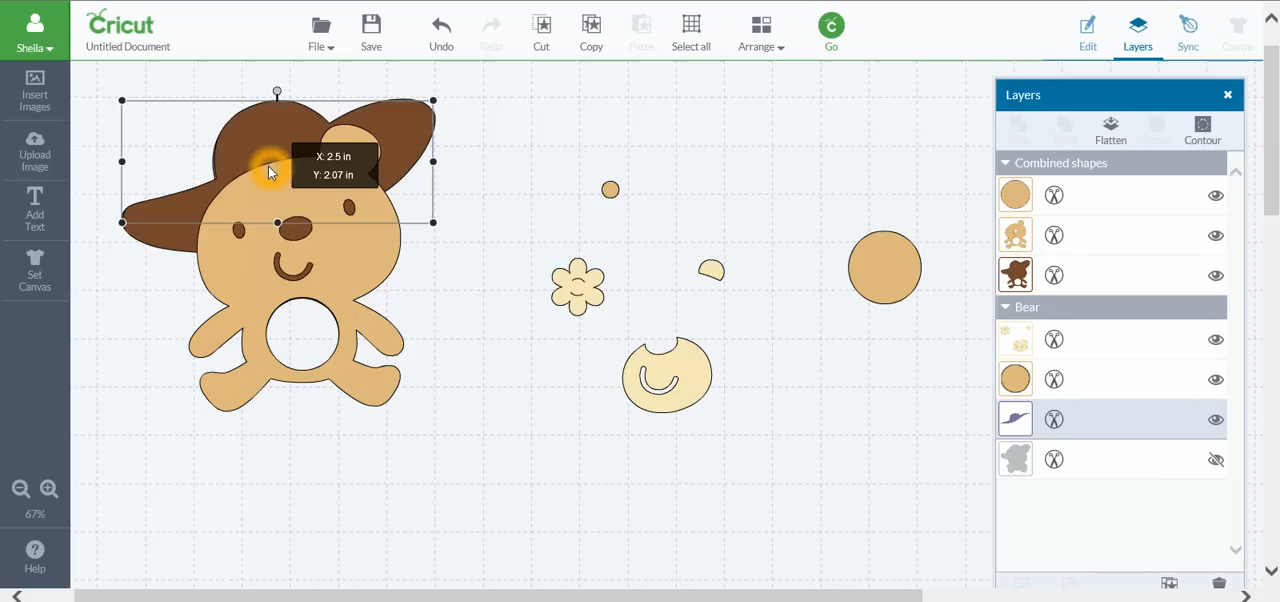 Sheila
Cricut
Untitled Document
File
Save
Undo
Redo
Cut
Copy
Paste
Select all
Arrange
Go
Edit
Layers
Sync
Canvas
Insert
Images
Upload
Image
Add
Text
Set
Canvas
67%
Help
X: 2.5 in
Y: 2.07 in
Layers
Flatten
Contour
Combined shapes
Bear